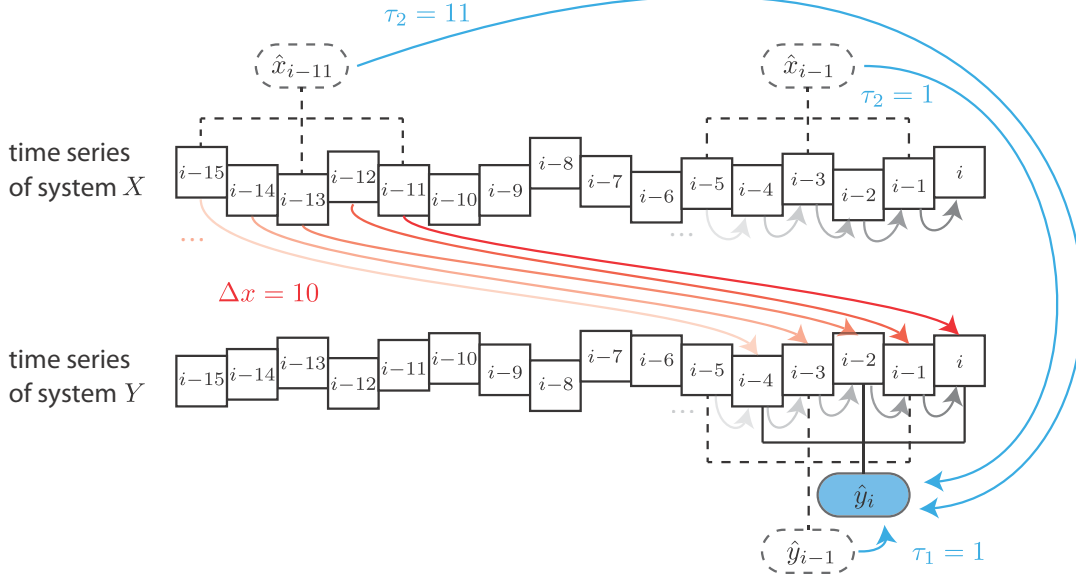 τ₂ = 11
x̂ᵢ₋₁₁
x̂ᵢ₋₁
τ₂ = 1
time series
of system X
i−15
i−14
i−13
i−12
i−11
i−10
i−9
i−8
i−7
i−6
i−5
i−4
i−3
i−2
i−1
i
...
...
Δx = 10
time series
of system Y
i−15
i−14
i−13
i−12
i−11
i−10
i−9
i−8
i−7
i−6
i−5
i−4
i−3
i−2
i−1
i
...
ŷᵢ
ŷᵢ₋₁
τ₁ = 1